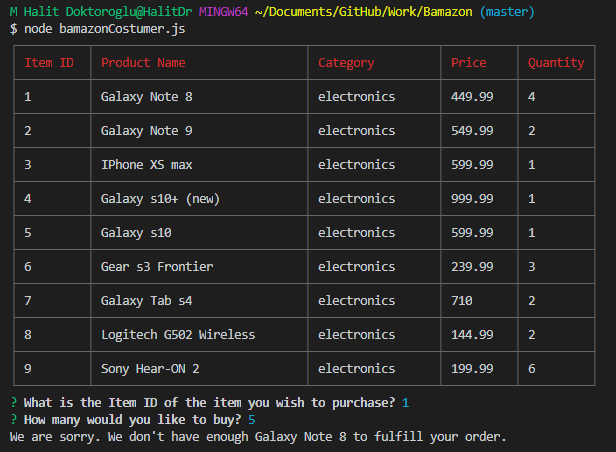 M Halit Doktoroglu@HalitDr MINGW64 ~/Documents/GitHub/Work/Bamazon (master)
$ node bamazonCostumer.js
Item ID Product Name Category Price Quantity
1 Galaxy Note 8 electronics 449.99 4
2 Galaxy Note 9 electronics 549.99 2
3 IPhone XS max electronics 599.99 1
4 Galaxy s10+ (new) electronics 999.99 1
5 Galaxy s10 electronics 599.99 1
6 Gear s3 Frontier electronics 239.99 3
7 Galaxy Tab s4 electronics 710 2
8 Logitech G502 Wireless electronics 144.99 2
9 Sony Hear-ON 2 electronics 199.99 6
? What is the Item ID of the item you wish to purchase? 1
? How many would you like to buy? 5
We are sorry. We don't have enough Galaxy Note 8 to fulfill your order.